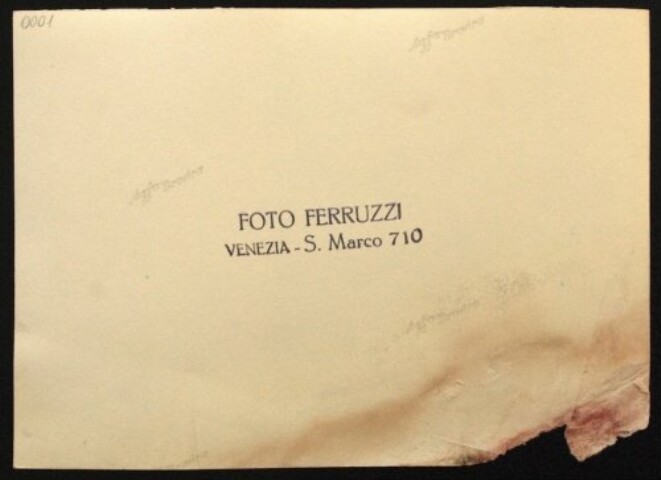 0001
FOTO FERRUZZI
VENEZIA - S. Marco 710